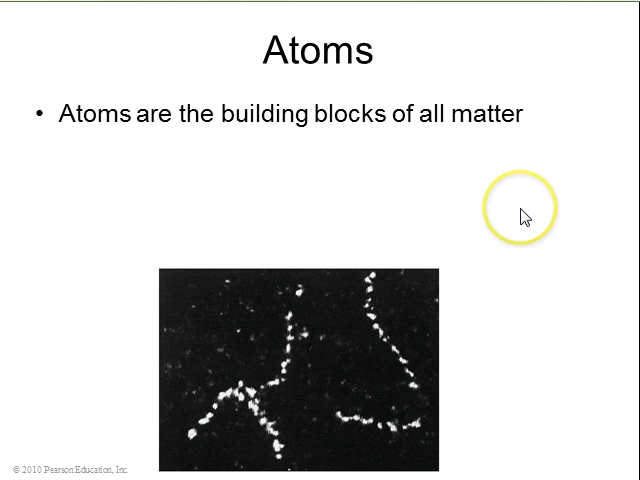 Atoms
• Atoms are the building blocks of all matter
© 2010 Pearson Education, Inc.